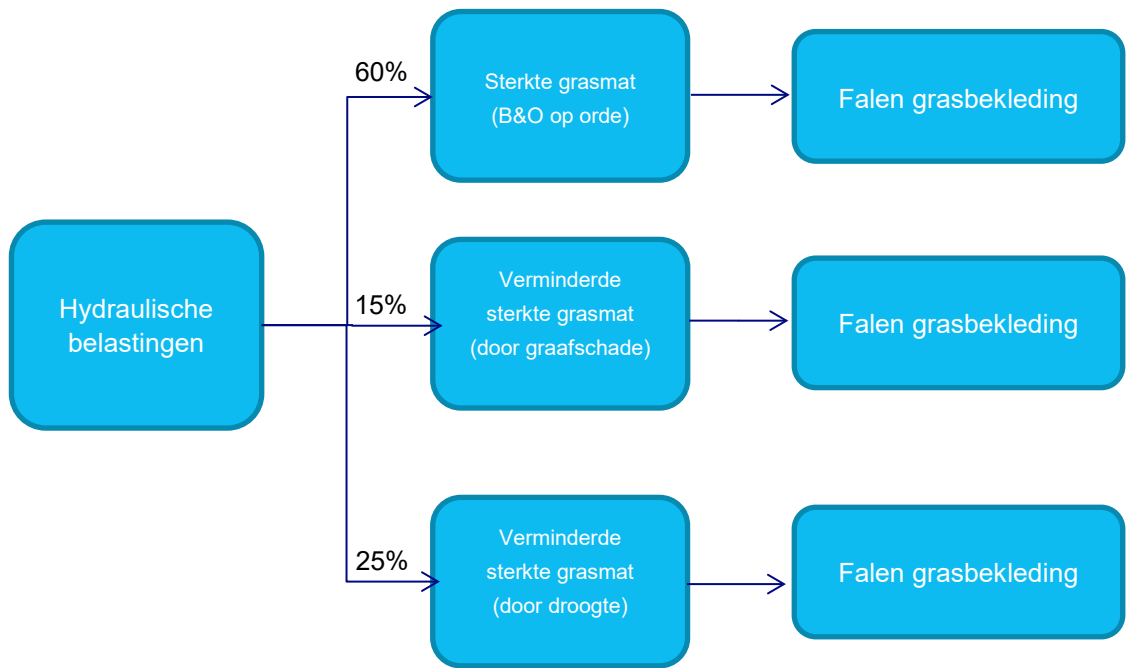 60%
Sterkte grasmat
(B&O op orde)
Falen grasbekleding
Hydraulische
belastingen
15%
Verminderde
sterkte grasmat
(door graafschade)
Falen grasbekleding
25%
Verminderde
sterkte grasmat
(door droogte)
Falen grasbekleding